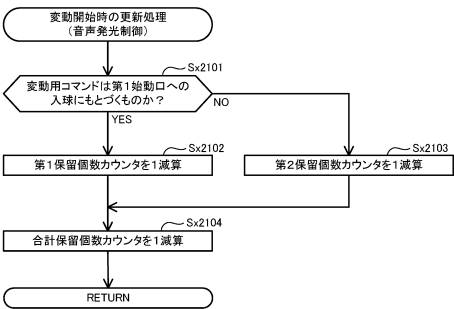 変動開始時の更新処理
(音声発光制御)
Sx2101
変動用コマンドは第1始動口への
入球にもとづくものか？
NO
YES
Sx2102
第1保留個数カウンタを1減算
Sx2103
第2保留個数カウンタを1減算
Sx2104
合計保留個数カウンタを1減算
RETURN